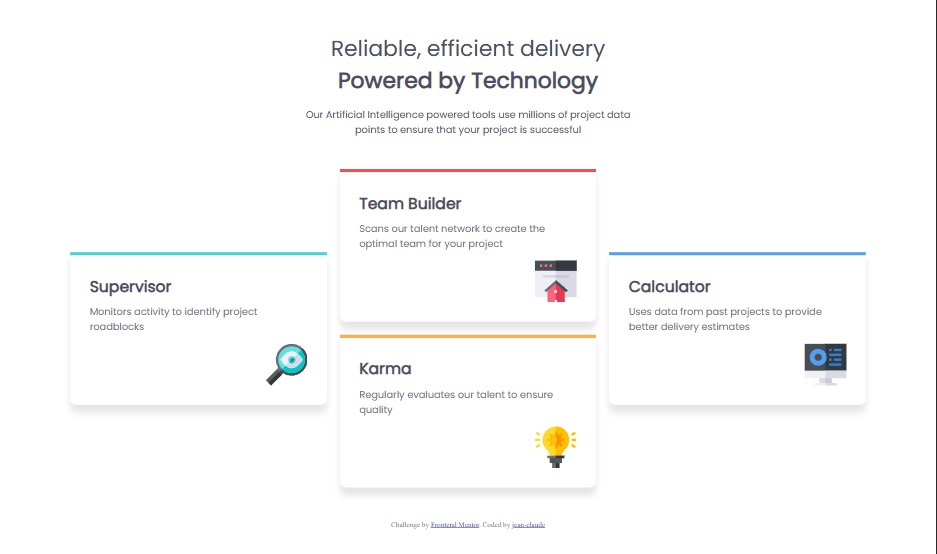 Reliable, efficient delivery
Powered by Technology
Our Artificial Intelligence powered tools use millions of project data
points to ensure that your project is successful
Supervisor
Monitors activity to identify project
roadblocks
Team Builder
Scans our talent network to create the
optimal team for your project
Karma
Regularly evaluates our talent to ensure
quality
Calculator
Uses data from past projects to provide
better delivery estimates
Challenge by Frontend Mentor. Coded by jean-claude